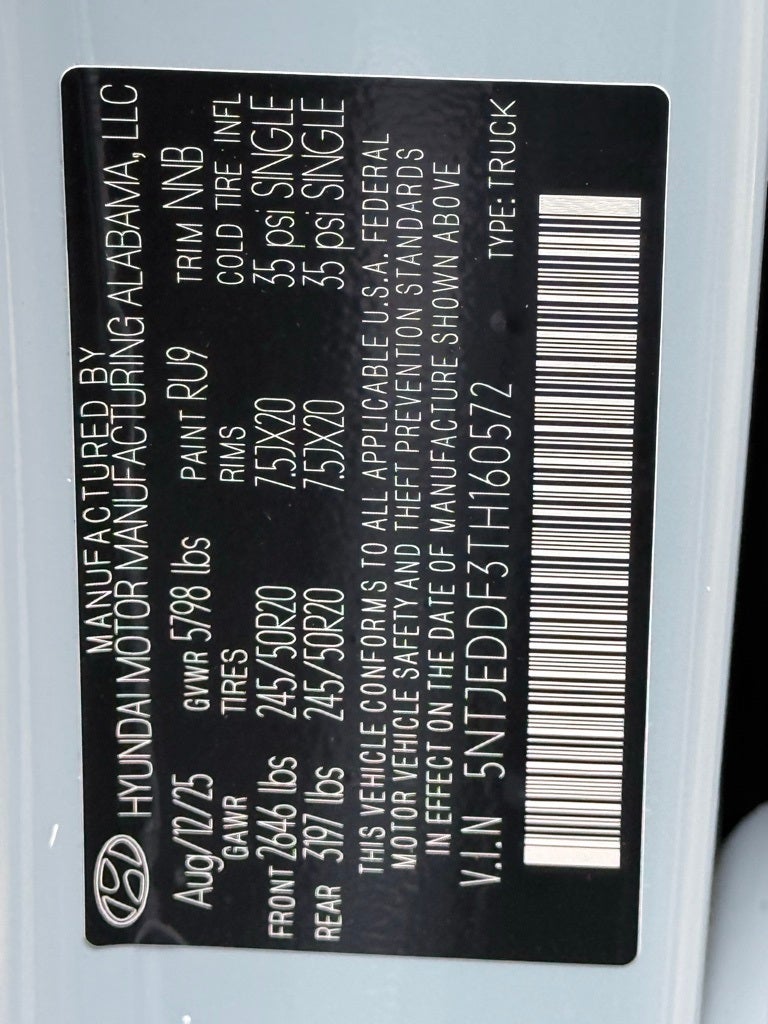 MANUFACTURED BY
HYUNDAI MOTOR MANUFACTURING ALABAMA, LLC
Aug/12/25 GVWR 5798 lbs PAINT RU9 TRIM NNB
GAWR TIRES RIMS COLD TIRE INFL
FRONT 2646 lbs 245/50R20 7.5JX20 35 psi SINGLE
REAR 3197 lbs 245/50R20 7.5JX20 35 psi SINGLE
THIS VEHICLE CONFORMS TO ALL APPLICABLE U.S.A. FEDERAL
MOTOR VEHICLE SAFETY AND THEFT PREVENTION STANDARDS
IN EFFECT ON THE DATE OF MANUFACTURE SHOWN ABOVE
V.I.N 5NTJEDDF3TH160572 TYPE: TRUCK